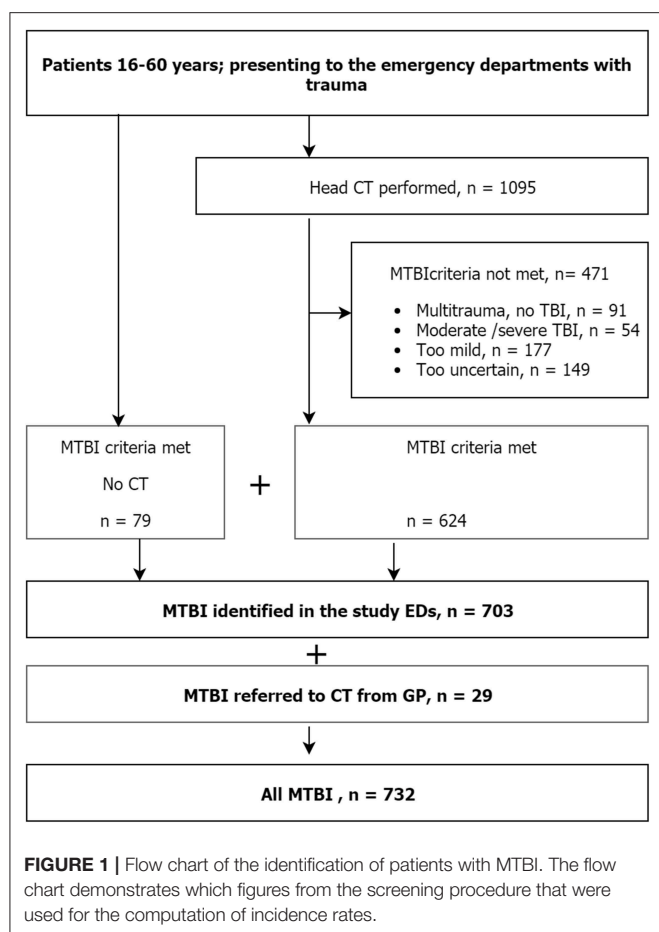 Patients 16-60 years; presenting to the emergency departments with
trauma
Head CT performed, n = 1095
MTBIcriteria not met, n= 471
• Multitrauma, no TBI, n = 91
• Moderate /severe TBI, n = 54
• Too mild, n = 177
• Too uncertain, n = 149
MTBI criteria met
No CT
n = 79
+
MTBI criteria met
n = 624
MTBI identified in the study EDs, n = 703
+
MTBI referred to CT from GP, n = 29
All MTBI , n = 732
FIGURE 1 | Flow chart of the identification of patients with MTBI. The flow
chart demonstrates which figures from the screening procedure that were
used for the computation of incidence rates.